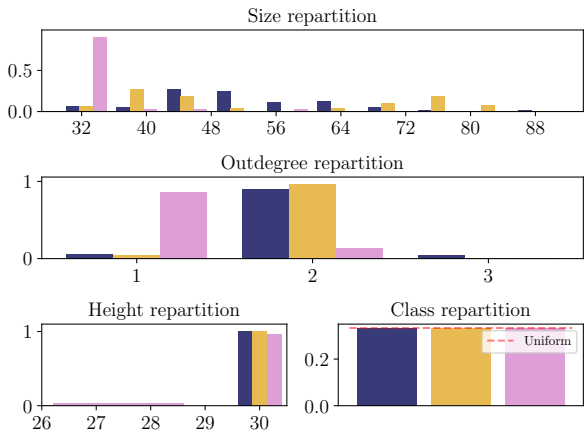 Size repartition
0.5
0.0
32 40 48 56 64 72 80 88
Outdegree repartition
1
0
1 2 3
Height repartition
1
0
26 27 28 29 30
Class repartition
0.2
0.0
Uniform